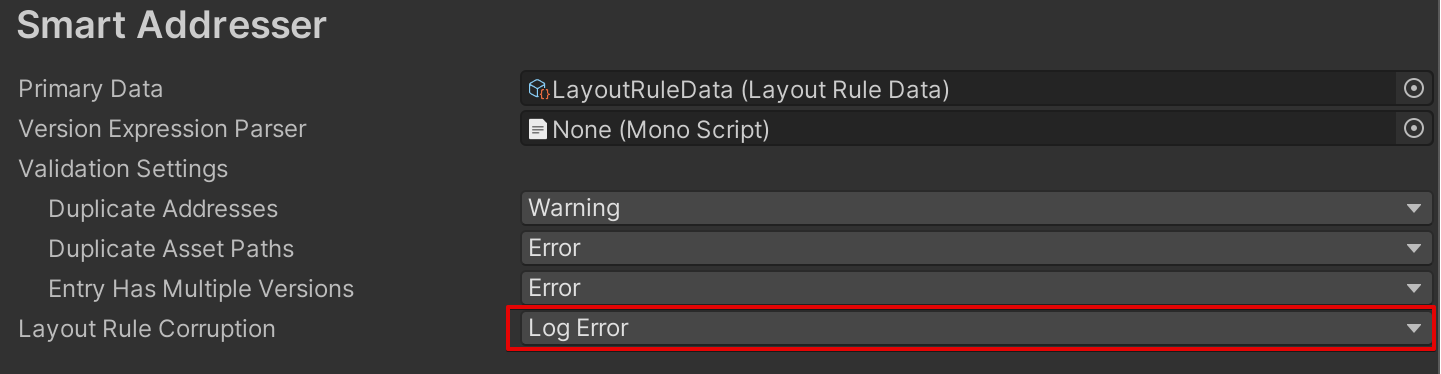 Smart Addresser
Primary Data LayoutRuleData (Layout Rule Data)
Version Expression Parser None (Mono Script)
Validation Settings
Duplicate Addresses Warning
Duplicate Asset Paths Error
Entry Has Multiple Versions Error
Layout Rule Corruption Log Error